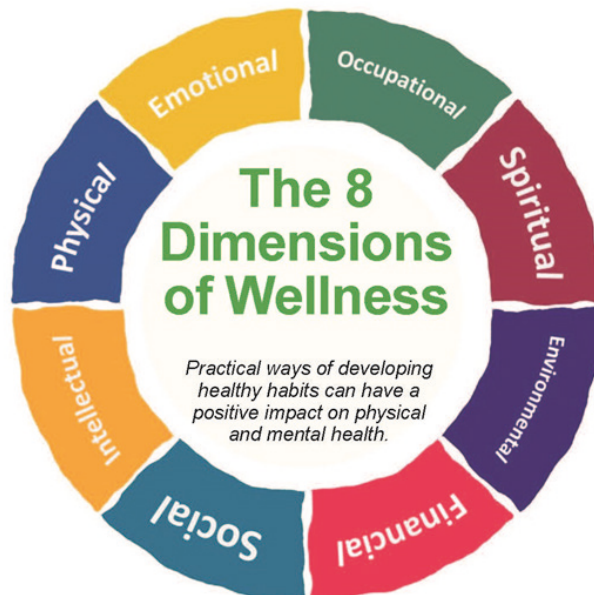 Emotional
Occupational
Spiritual
Environmental
Financial
Social
Intellectual
Physical
The 8
Dimensions
of Wellness
Practical ways of developing
healthy habits can have a
positive impact on physical
and mental health.